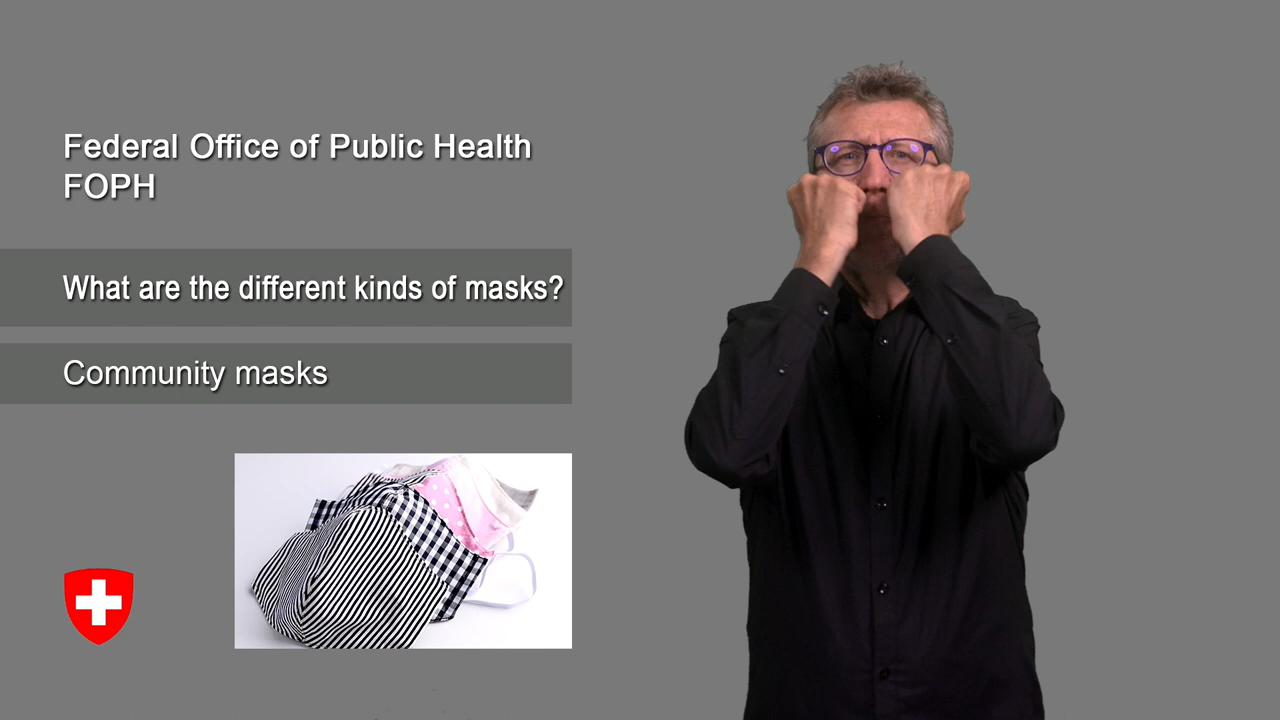 Federal Office of Public Health
FOPH
What are the different kinds of masks?
Community masks